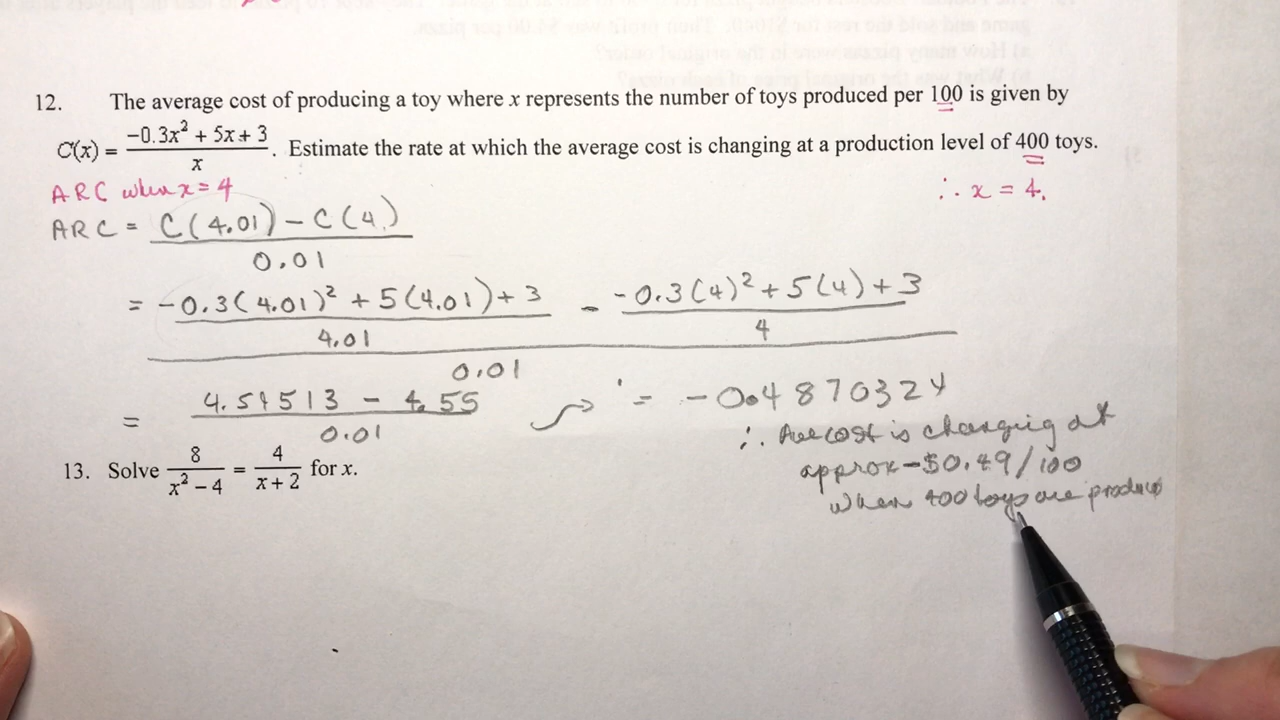 12. The average cost of producing a toy where x represents the number of toys produced per 100 is given by
C(x) = (-0.3x² + 5x + 3)/x . Estimate the rate at which the average cost is changing at a production level of 400 toys.
ARC when x = 4
∴ x = 4.
ARC = (C(4.01) - C(4))/0.01
= ((-0.3(4.01)² + 5(4.01) + 3)/4.01 - (-0.3(4)² + 5(4) + 3)/4)/0.01
= (4.54513 - 4.55)/0.01 = -0.4870324
∴ Ave cost is changing at
approx -$0.49/100
when 400 toys are produce
13. Solve 8/(x² - 4) = 4/(x + 2) for x.